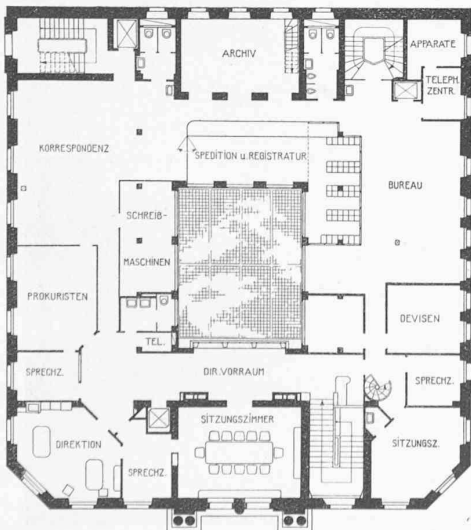 ARCHIV
APPARATE
TELEPH.
ZENTR.
KORRESPONDENZ
SPEDITION u. REGISTRATUR
BUREAU
SCHREIB-
MASCHINEN
PROKURISTEN
DEVISEN
TEL.
SPRECHZ.
DIR. VORRAUM
SPRECHZ.
SITZUNGSZIMMER
DIREKTION
SPRECHZ.
SITZUNGSZ.